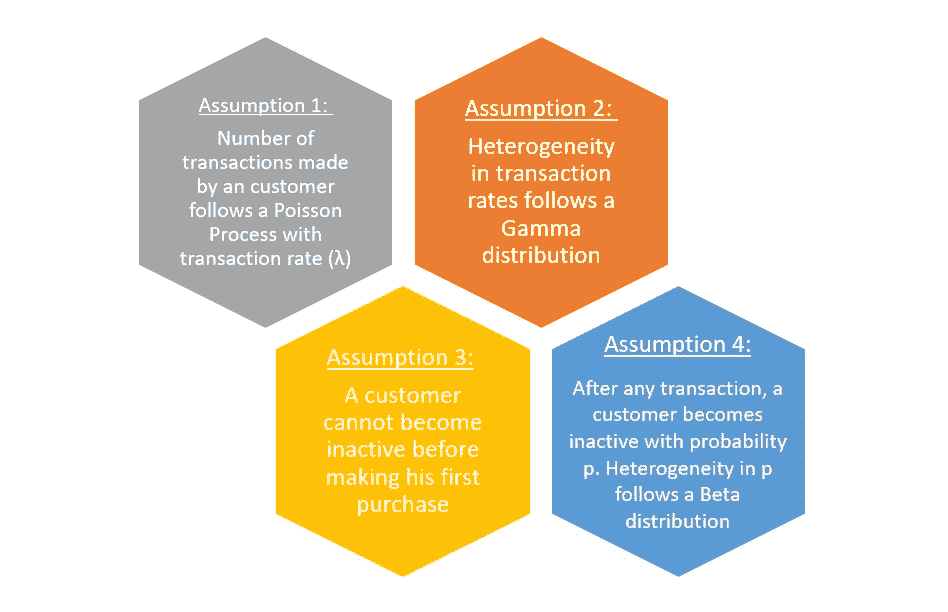 Assumption 1:
Number of
transactions made
by an customer
follows a Poisson
Process with
transaction rate (λ)
Assumption 2:
Heterogeneity
in transaction
rates follows a
Gamma
distribution
Assumption 3:
A customer
cannot become
inactive before
making his first
purchase
Assumption 4:
After any transaction, a
customer becomes
inactive with probability
p. Heterogeneity in p
follows a Beta
distribution